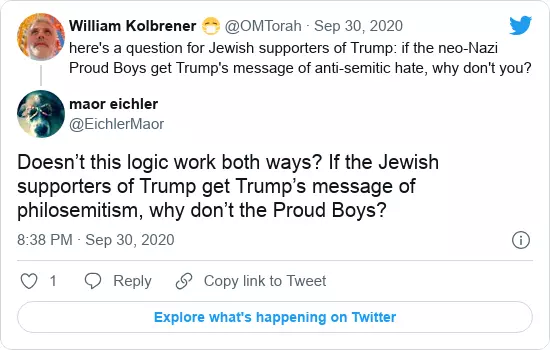 William Kolbrener 😷 @OMTorah · Sep 30, 2020
here's a question for Jewish supporters of Trump: if the neo-Nazi
Proud Boys get Trump's message of anti-semitic hate, why don't you?
maor eichler
@EichlerMaor
Doesn’t this logic work both ways? If the Jewish
supporters of Trump get Trump’s message of
philosemitism, why don’t the Proud Boys?
8:38 PM · Sep 30, 2020
1 Reply Copy link to Tweet
Explore what's happening on Twitter